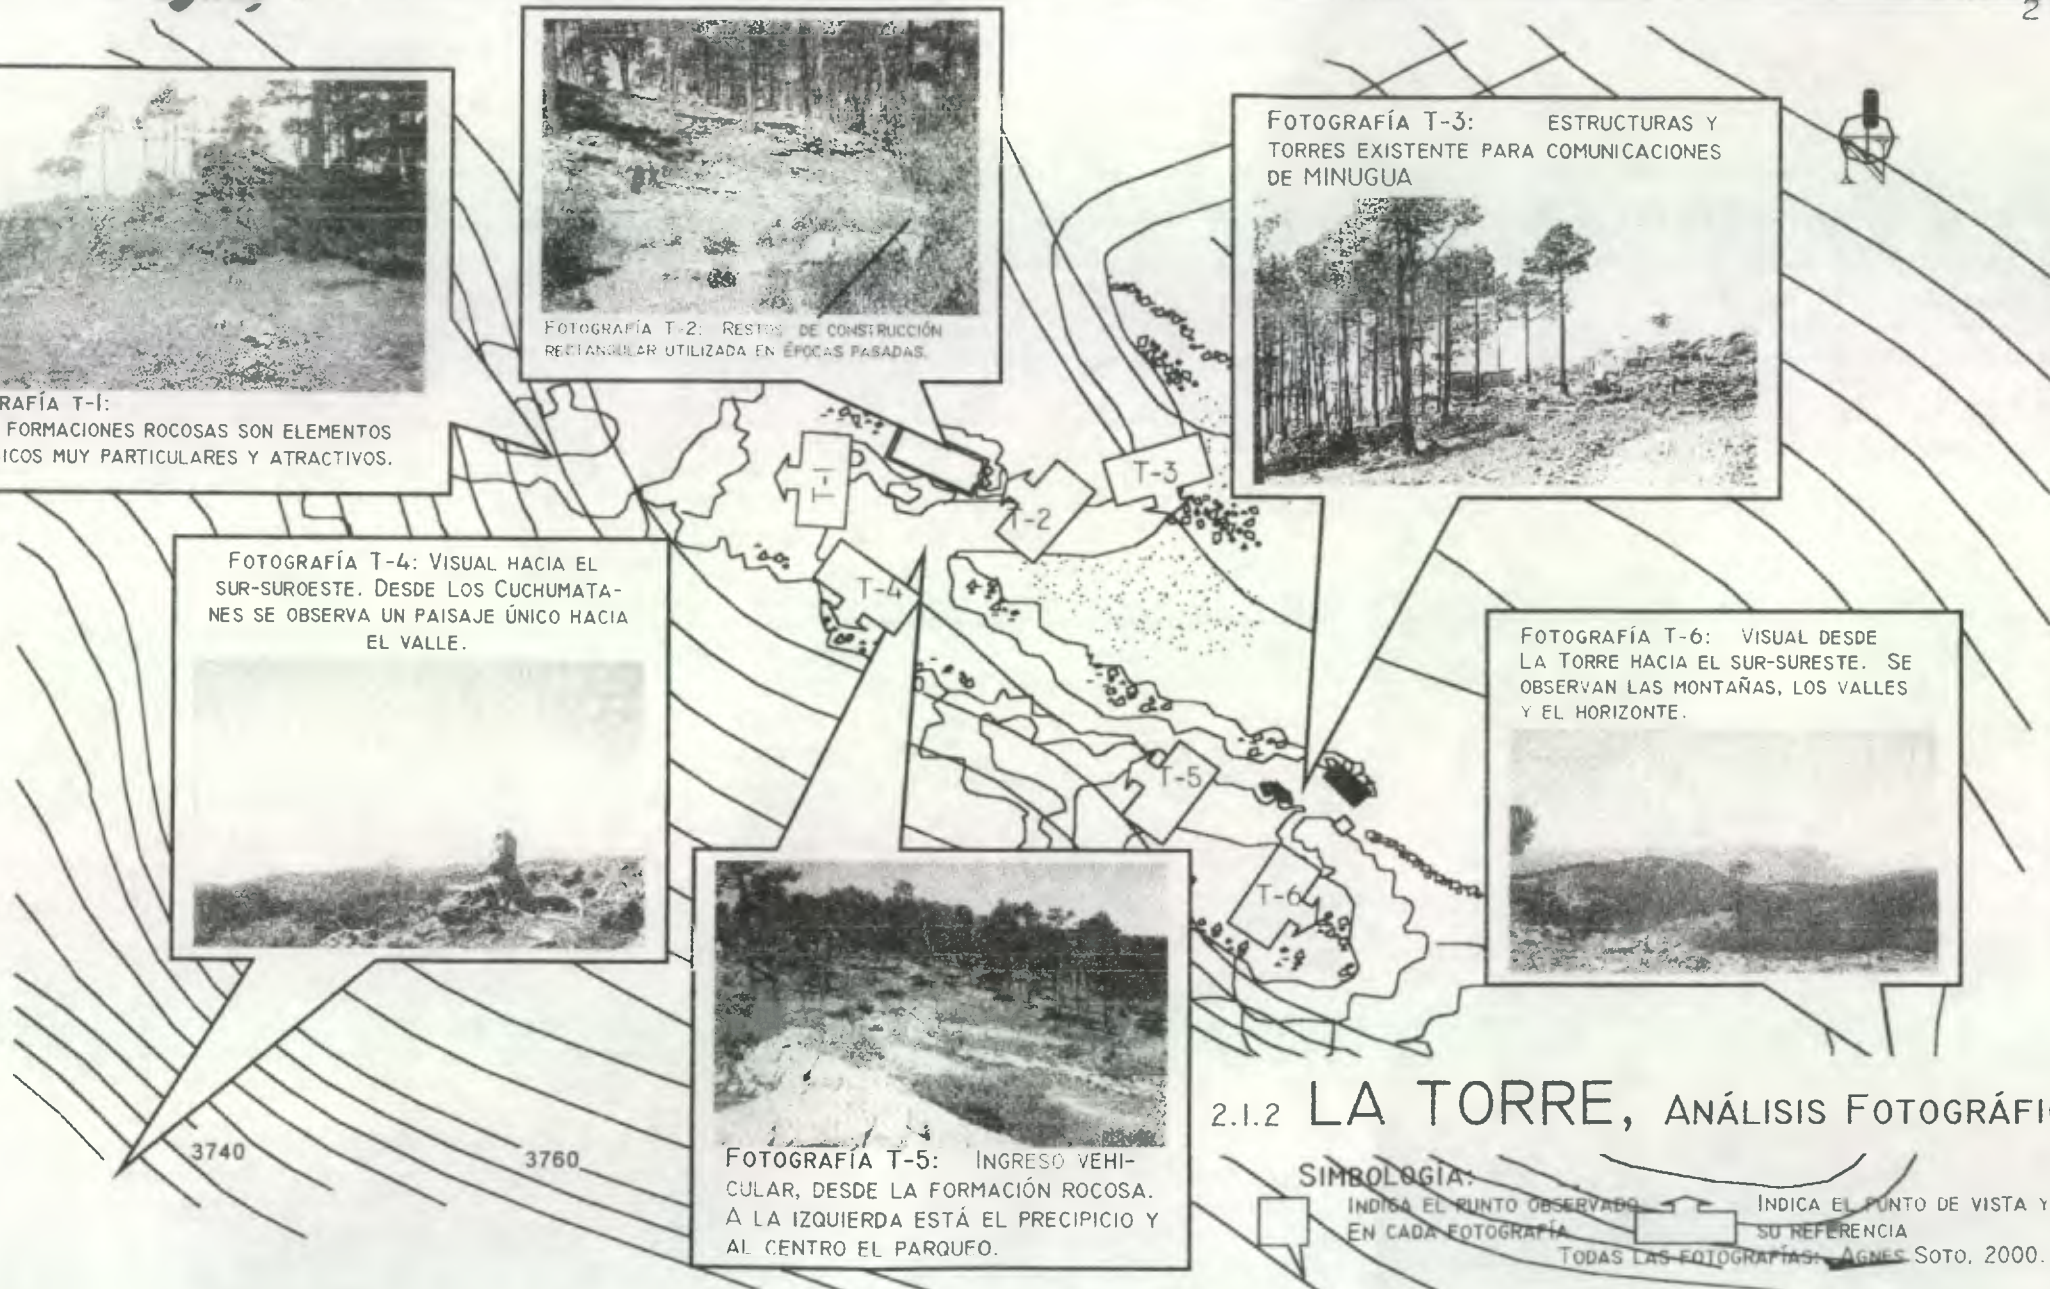 2
RAFÍA T-1:
FORMACIONES ROCOSAS SON ELEMENTOS
ICOS MUY PARTICULARES Y ATRACTIVOS.
FOTOGRAFÍA T-2: RESTOS DE CONSTRUCCIÓN
RECTANGULAR UTILIZADA EN ÉPOCAS PASADAS.
FOTOGRAFÍA T-3: ESTRUCTURAS Y
TORRES EXISTENTE PARA COMUNICACIONES
DE MINUGUA
T-1
T-2
T-3
T-4
T-5
T-6
FOTOGRAFÍA T-4: VISUAL HACIA EL
SUR-SUROESTE. DESDE LOS CUCHUMATA-
NES SE OBSERVA UN PAISAJE ÚNICO HACIA
EL VALLE.
FOTOGRAFÍA T-6: VISUAL DESDE
LA TORRE HACIA EL SUR-SURESTE. SE
OBSERVAN LAS MONTAÑAS, LOS VALLES
Y EL HORIZONTE.
FOTOGRAFÍA T-5: INGRESO VEHI-
CULAR, DESDE LA FORMACIÓN ROCOSA.
A LA IZQUIERDA ESTÁ EL PRECIPICIO Y
AL CENTRO EL PARQUEO.
3740
3760
2.1.2 LA TORRE, ANÁLISIS FOTOGRÁFI
SIMBOLOGÍA:
INDICA EL PUNTO OBSERVADO
EN CADA FOTOGRAFÍA
INDICA EL PUNTO DE VISTA Y
SU REFERENCIA
TODAS LAS FOTOGRAFÍAS: AGNES SOTO, 2000.